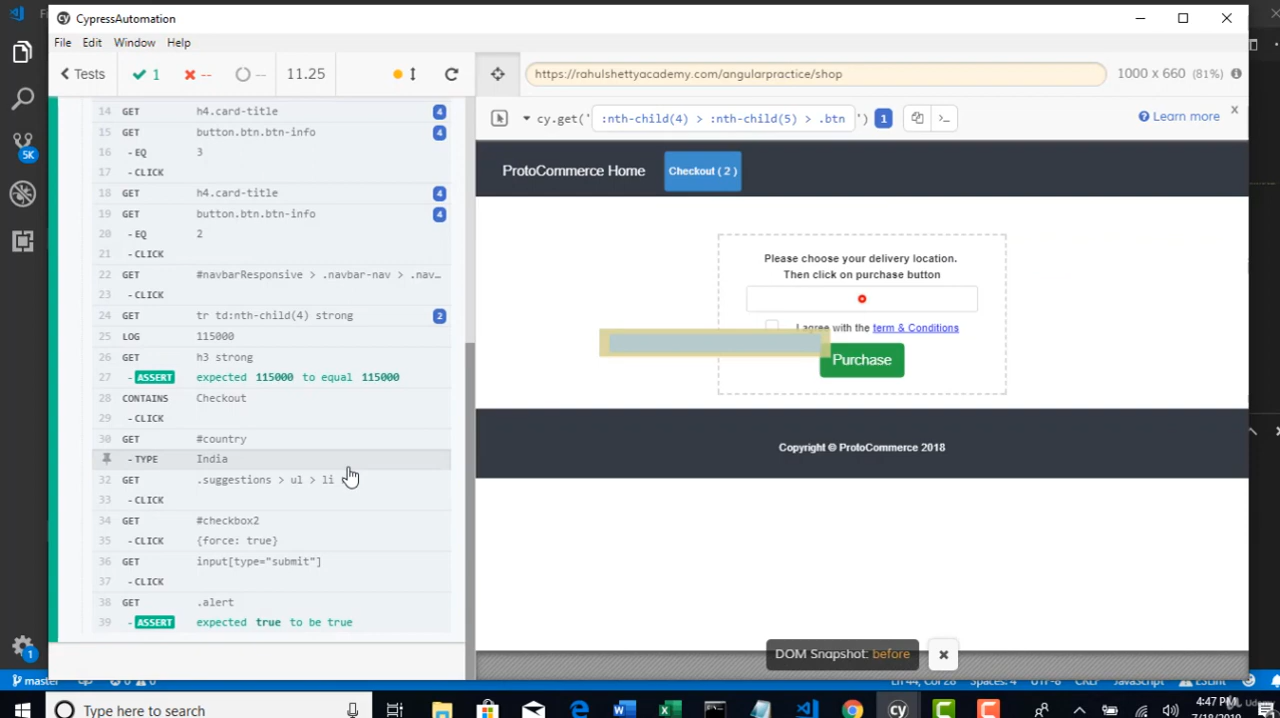 CypressAutomation
File Edit Window Help
Tests 1 -- -- 11.25
https://rahulshettyacademy.com/angularpractice/shop 1000 x 660 (81%)
cy.get(' :nth-child(4) > :nth-child(5) > .btn ') 1 Learn more
14 GET h4.card-title 4
15 GET button.btn.btn-info 4
16 -EQ 3
17 -CLICK
18 GET h4.card-title 4
19 GET button.btn.btn-info 4
20 -EQ 2
21 -CLICK
22 GET #navbarResponsive > .navbar-nav > .nav…
23 -CLICK
24 GET tr td:nth-child(4) strong 2
25 LOG 115000
26 GET h3 strong
27 -ASSERT expected 115000 to equal 115000
28 CONTAINS Checkout
29 -CLICK
30 GET #country
-TYPE India
32 GET .suggestions > ul > li
33 -CLICK
34 GET #checkbox2
35 -CLICK {force: true}
36 GET input[type="submit"]
37 -CLICK
38 GET .alert
39 -ASSERT expected true to be true
ProtoCommerce Home Checkout ( 2 )
Please choose your delivery location.
Then click on purchase button
I agree with the term & Conditions
Purchase
Copyright © ProtoCommerce 2018
DOM Snapshot: before
5K
1
master
Type here to search
4:47 PM